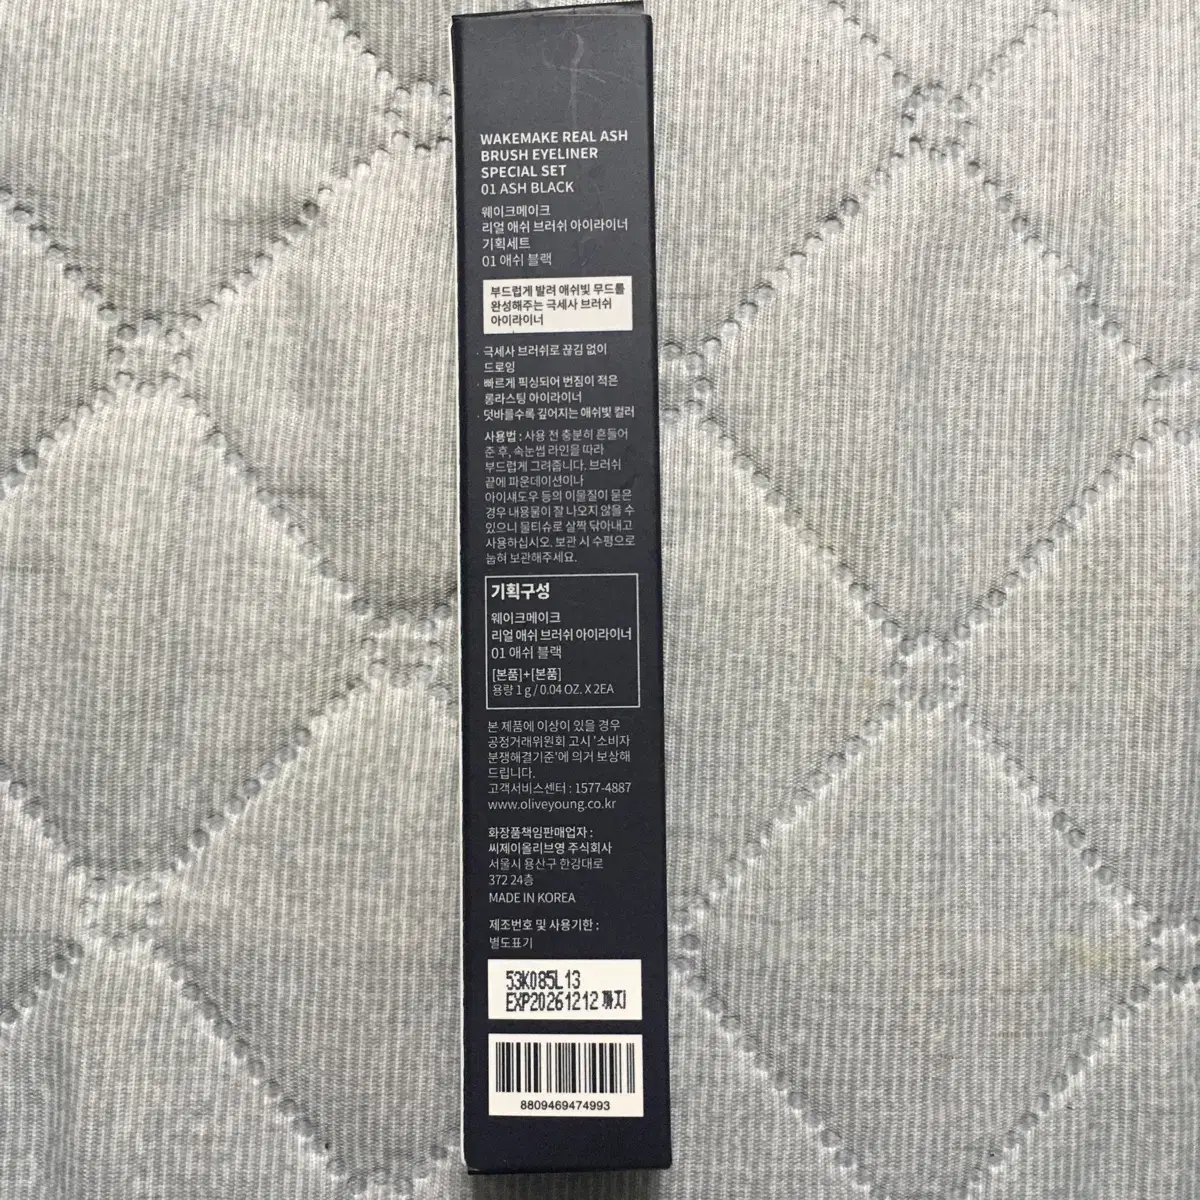 WAKEMAKE REAL ASH
BRUSH EYELINER
SPECIAL SET
01 ASH BLACK
웨이크메이크
리얼 애쉬 브러쉬 아이라이너
기획세트
01 애쉬 블랙
부드럽게 발려 애쉬빛 무드를
완성해주는 극세사 브러쉬
아이라이너
· 극세사 브러쉬로 끊김 없이
드로잉
· 빠르게 픽싱되어 번짐이 적은
롱라스팅 아이라이너
· 덧바를수록 깊어지는 애쉬빛 컬러
사용법 : 사용 전 충분히 흔들어
준 후, 속눈썹 라인을 따라
부드럽게 그려줍니다. 브러쉬
끝에 파운데이션이나
아이섀도우 등의 이물질이 묻은
경우 내용물이 잘 나오지 않을 수
있으니 물티슈로 살짝 닦아내고
사용하십시오. 보관 시 수평으로
눕혀 보관해주세요.
기획구성
웨이크메이크
리얼 애쉬 브러쉬 아이라이너
01 애쉬 블랙
[본품]+[본품]
용량 1 g / 0.04 OZ. X 2EA
본 제품에 이상이 있을 경우
공정거래위원회 고시 '소비자
분쟁해결기준'에 의거 보상해
드립니다.
고객서비스센터 : 1577-4887
www.oliveyoung.co.kr
화장품책임판매업자 :
씨제이올리브영 주식회사
서울시 용산구 한강대로
372 24층
MADE IN KOREA
제조번호 및 사용기한 :
별도표기
53K085L13
EXP20261212 까지
8809469474993